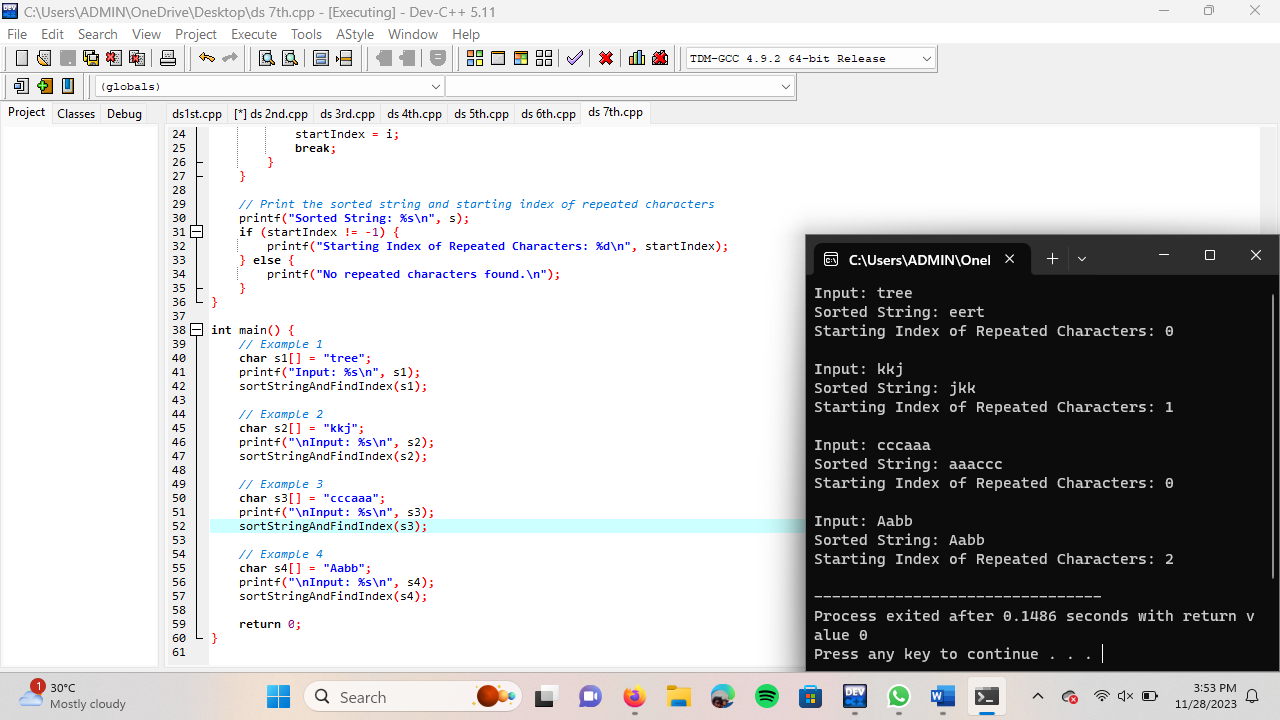 C:\Users\ADMIN\OneDrive\Desktop\ds 7th.cpp - [Executing] - Dev-C++ 5.11
File Edit Search View Project Execute Tools AStyle Window Help
TDM-GCC 4.9.2 64-bit Release
(globals)
Project Classes Debug
ds1st.cpp [*] ds 2nd.cpp ds 3rd.cpp ds 4th.cpp ds 5th.cpp ds 6th.cpp ds 7th.cpp
24 startIndex = i;
25 break;
26 }
27 }
28
29 // Print the sorted string and starting index of repeated characters
30 printf("Sorted String: %s\n", s);
31 if (startIndex != -1) {
32 printf("Starting Index of Repeated Characters: %d\n", startIndex);
33 } else {
34 printf("No repeated characters found.\n");
35 }
36 }
37
38 int main() {
39 // Example 1
40 char s1[] = "tree";
41 printf("Input: %s\n", s1);
42 sortStringAndFindIndex(s1);
43
44 // Example 2
45 char s2[] = "kkj";
46 printf("\nInput: %s\n", s2);
47 sortStringAndFindIndex(s2);
48
49 // Example 3
50 char s3[] = "cccaaa";
51 printf("\nInput: %s\n", s3);
52 sortStringAndFindIndex(s3);
53
54 // Example 4
55 char s4[] = "Aabb";
56 printf("\nInput: %s\n", s4);
57 sortStringAndFindIndex(s4);
58
59 return 0;
60 }
61
C:\Users\ADMIN\Onel
Input: tree
Sorted String: eert
Starting Index of Repeated Characters: 0
Input: kkj
Sorted String: jkk
Starting Index of Repeated Characters: 1
Input: cccaaa
Sorted String: aaaccc
Starting Index of Repeated Characters: 0
Input: Aabb
Sorted String: Aabb
Starting Index of Repeated Characters: 2
--------------------------------
Process exited after 0.1486 seconds with return v
alue 0
Press any key to continue . . .
1
30°C
Mostly clou
Search
DEV
3:53 PM
11/28/2023